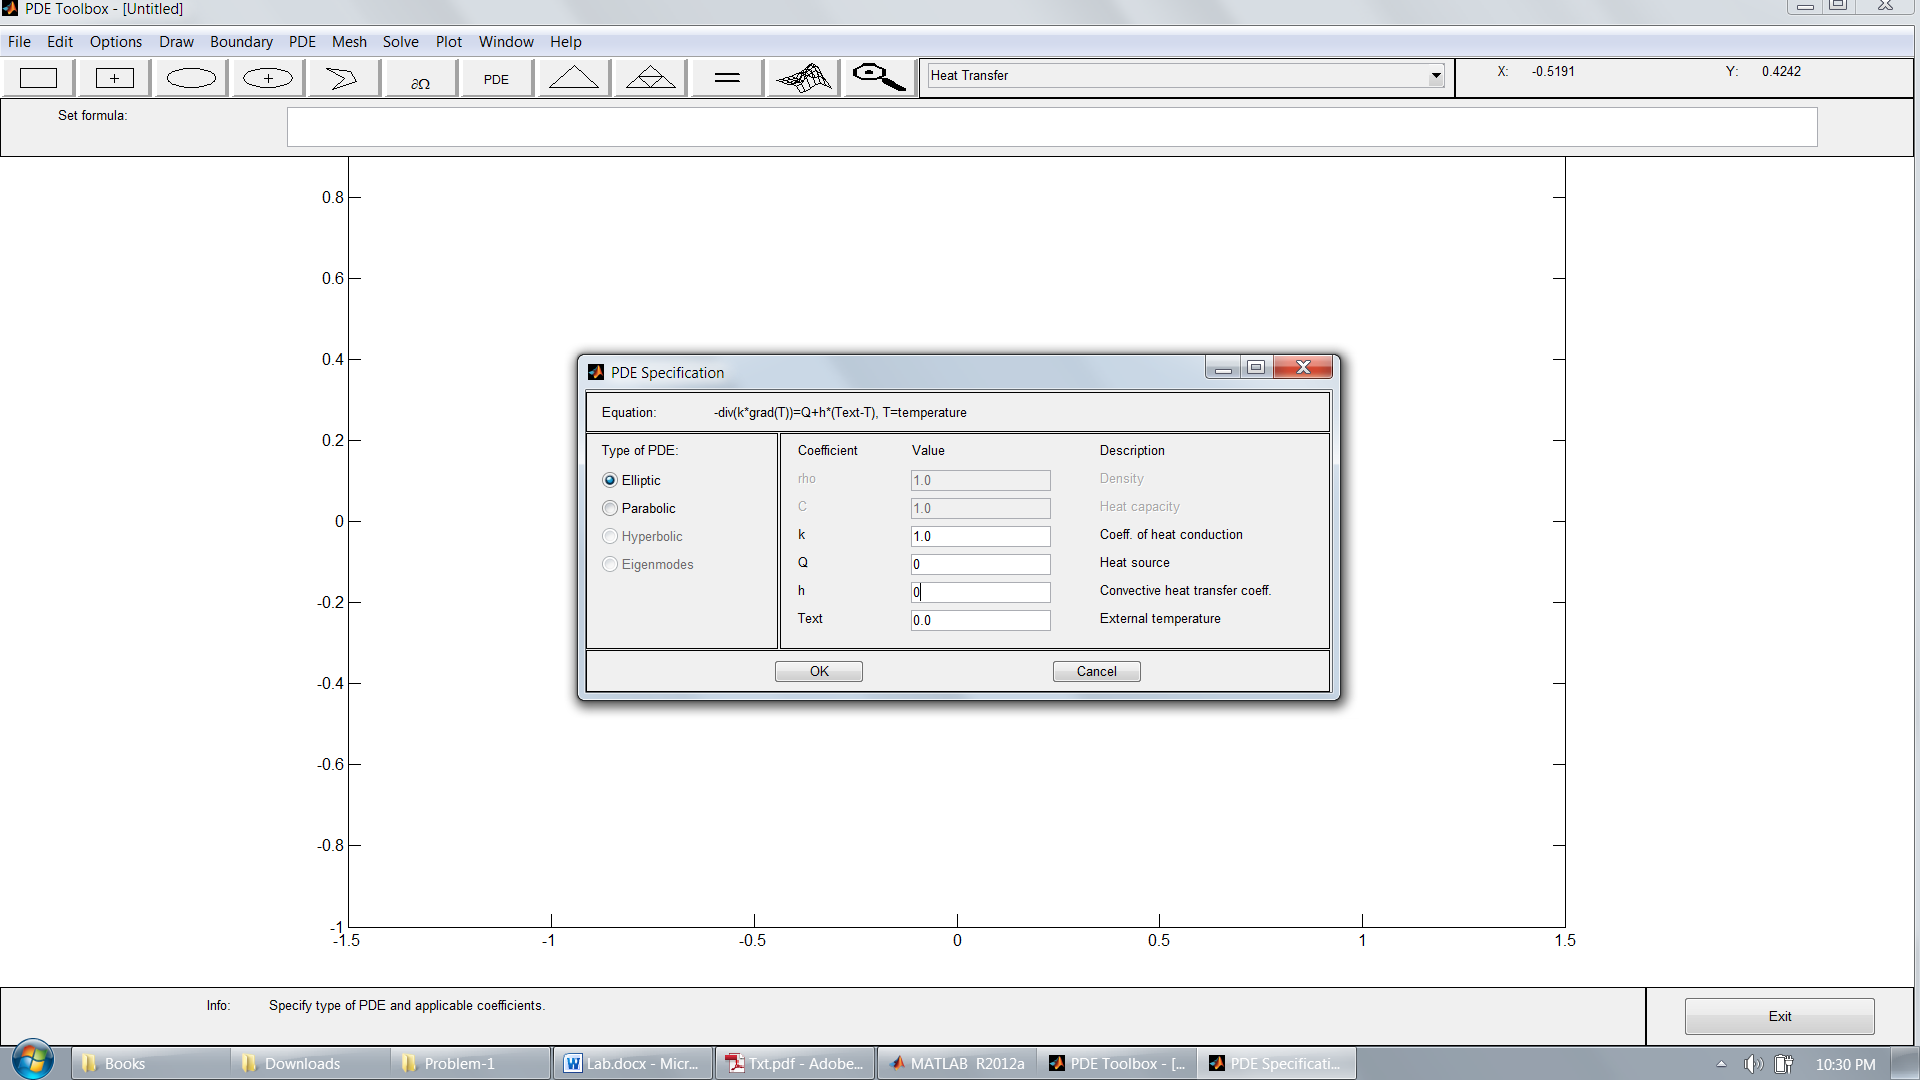 PDE Toolbox - [Untitled]
File Edit Options Draw Boundary PDE Mesh Solve Plot Window Help
∂Ω PDE = Heat Transfer X: -0.5191 Y: 0.4242
Set formula:
0.8
0.6
0.4
0.2
0
-0.2
-0.4
-0.6
-0.8
-1
-1.5 -1 -0.5 0 0.5 1 1.5
PDE Specification
Equation: -div(k*grad(T))=Q+h*(Text-T), T=temperature
Type of PDE:
Elliptic
Parabolic
Hyperbolic
Eigenmodes
Coefficient Value Description
rho 1.0 Density
C 1.0 Heat capacity
k 1.0 Coeff. of heat conduction
Q 0 Heat source
h 0 Convective heat transfer coeff.
Text 0.0 External temperature
OK Cancel
Info: Specify type of PDE and applicable coefficients.
Exit
Books Downloads Problem-1 Lab.docx - Micr... Txt.pdf - Adobe... MATLAB R2012a PDE Toolbox - [... PDE Specificati... 10:30 PM